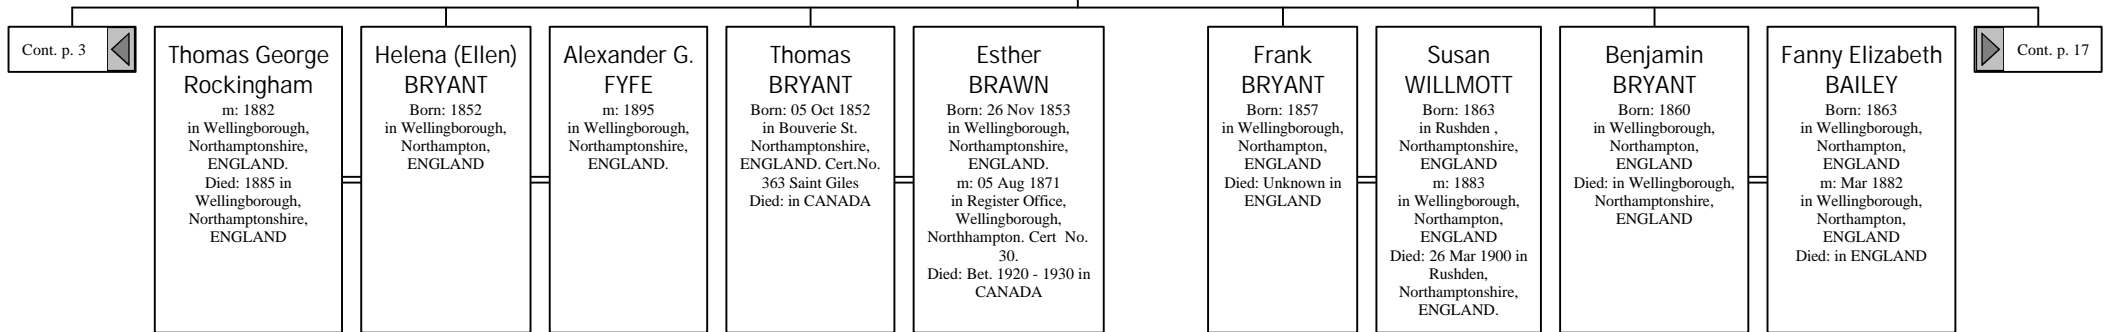 Cont. p. 3
Thomas George
Rockingham
m: 1882
in Wellingborough,
Northamptonshire,
ENGLAND.
Died: 1885 in
Wellingborough,
Northamptonshire,
ENGLAND
Helena (Ellen)
BRYANT
Born: 1852
in Wellingborough,
Northampton,
ENGLAND
Alexander G.
FYFE
m: 1895
in Wellingborough,
Northamptonshire,
ENGLAND.
Thomas
BRYANT
Born: 05 Oct 1852
in Bouverie St.
Northamptonshire,
ENGLAND. Cert.No.
363 Saint Giles
Died: in CANADA
Esther
BRAWN
Born: 26 Nov 1853
in Wellingborough,
Northamptonshire,
ENGLAND.
m: 05 Aug 1871
in Register Office,
Wellingborough,
Northhampton. Cert No.
30.
Died: Bet. 1920 - 1930 in
CANADA
Frank
BRYANT
Born: 1857
in Wellingborough,
Northampton,
ENGLAND
Died: Unknown in
ENGLAND
Susan
WILLMOTT
Born: 1863
in Rushden ,
Northamptonshire,
ENGLAND
m: 1883
in Wellingborough,
Northampton,
ENGLAND
Died: 26 Mar 1900 in
Rushden,
Northamptonshire,
ENGLAND.
Benjamin
BRYANT
Born: 1860
in Wellingborough,
Northampton,
ENGLAND
Died: in Wellingborough,
Northamptonshire,
ENGLAND
Fanny Elizabeth
BAILEY
Born: 1863
in Wellingborough,
Northampton,
ENGLAND
m: Mar 1882
in Wellingborough,
Northampton,
ENGLAND
Died: in ENGLAND
Cont. p. 17